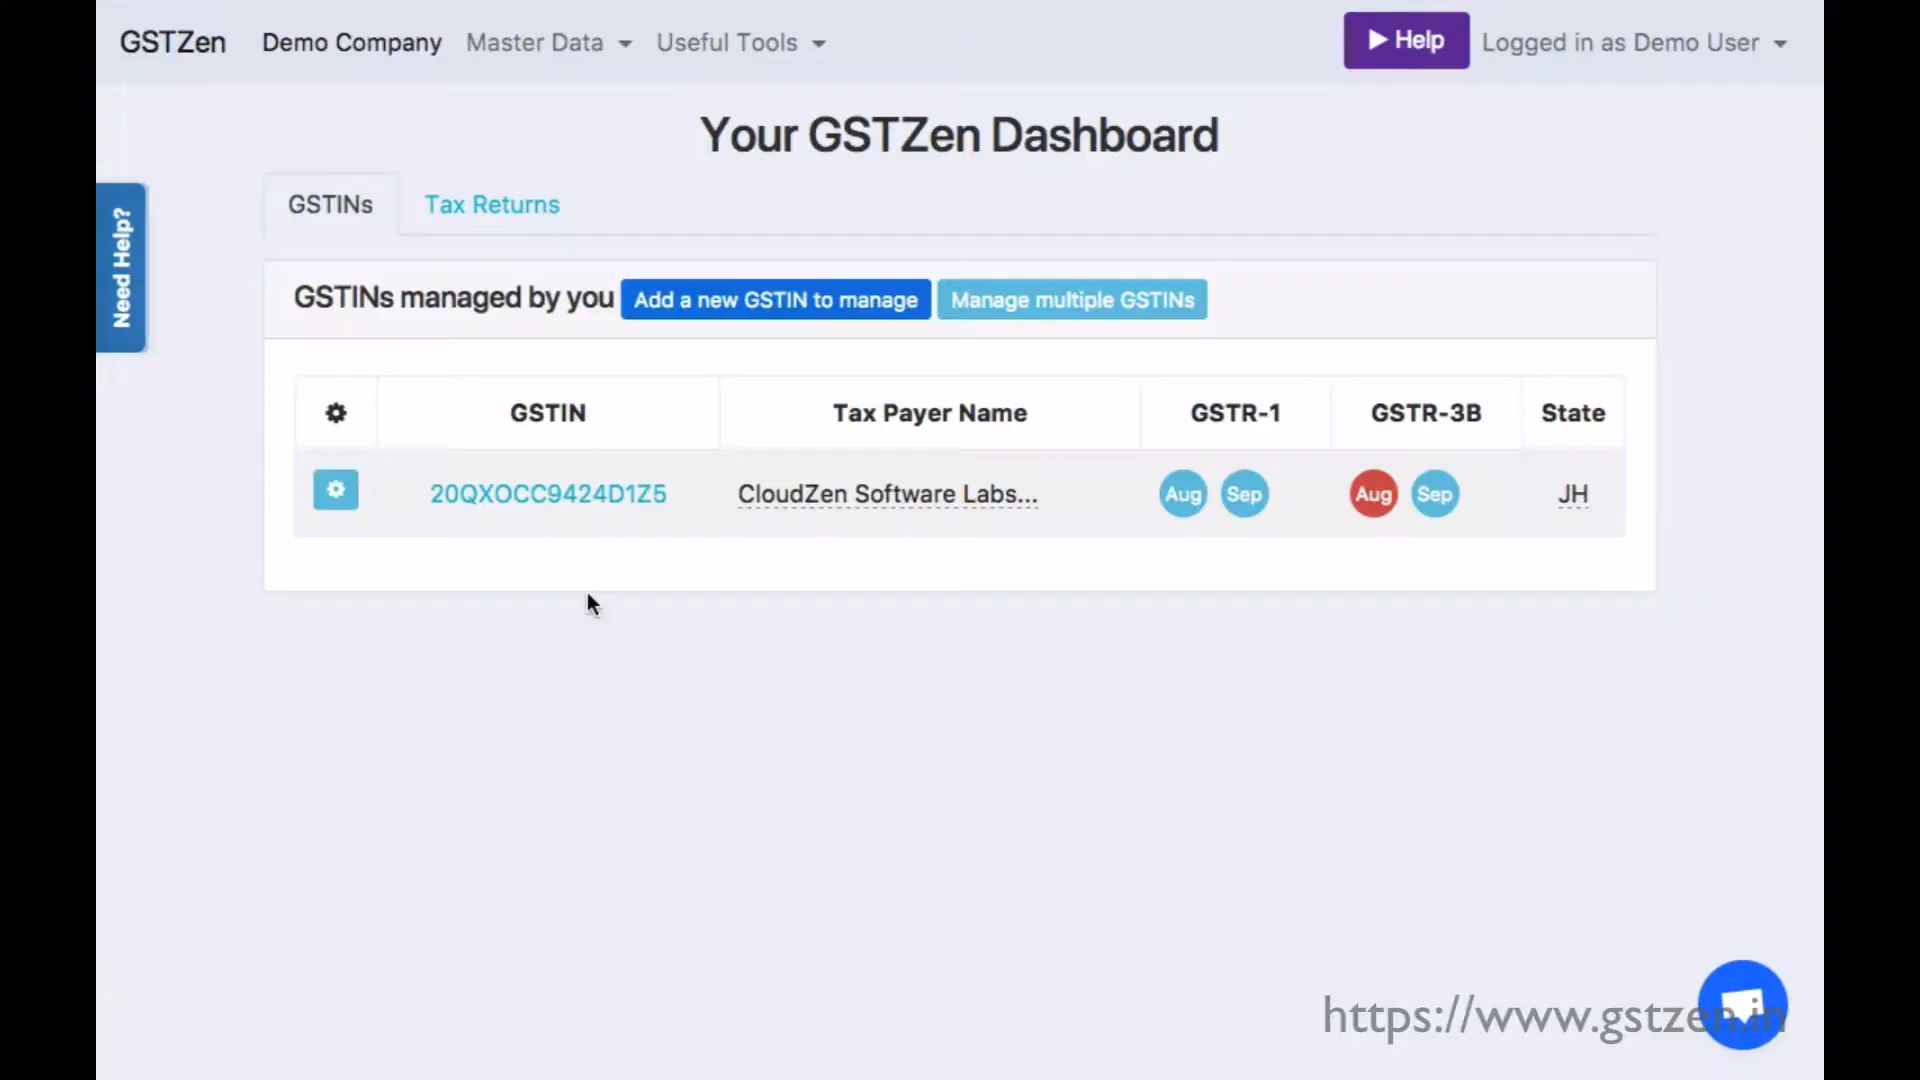 GSTZen Demo Company Master Data Useful Tools Help Logged in as Demo User
Your GSTZen Dashboard
GSTINs Tax Returns
Need Help?
GSTINs managed by you Add a new GSTIN to manage Manage multiple GSTINs
GSTIN Tax Payer Name GSTR-1 GSTR-3B State
20QXOCC9424D1Z5 CloudZen Software Labs... Aug Sep Aug Sep JH
https://www.gstzen.in